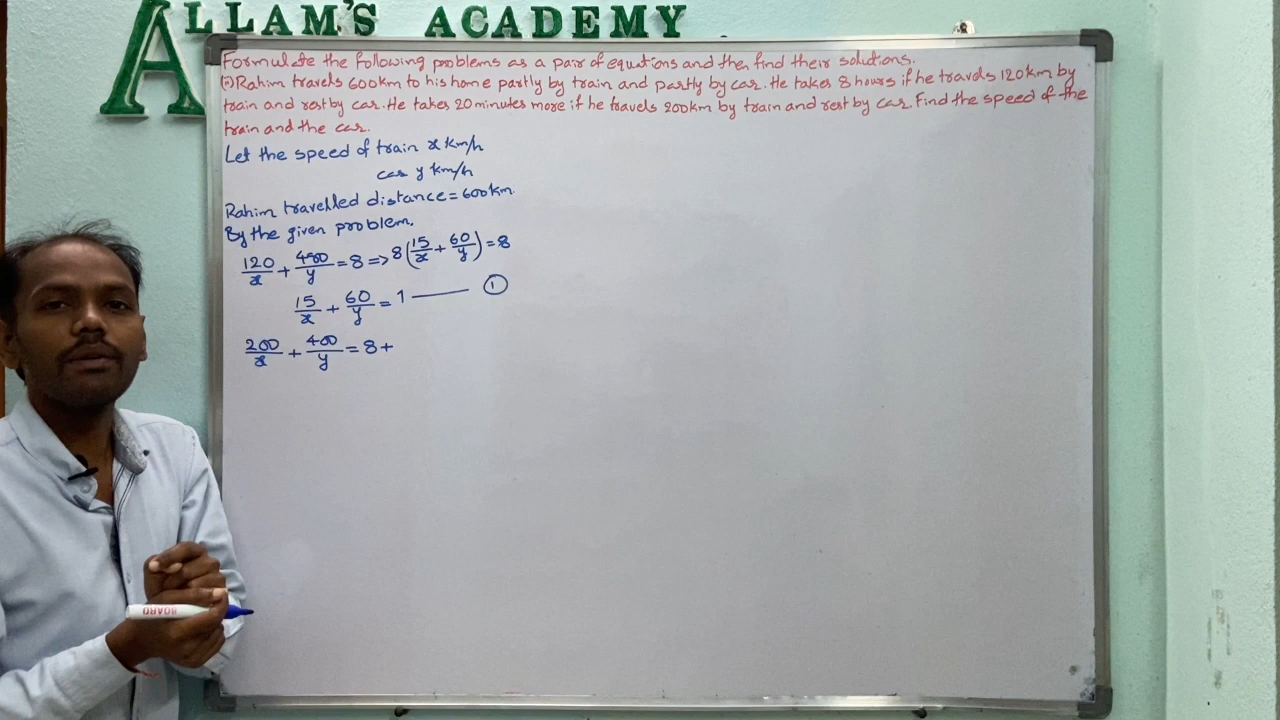 ALLAM'S ACADEMY
Formulate the following problems as a pair of equations and then find their solutions.
(i) Rahim travels 600km to his home partly by train and partly by car. He takes 8 hours if he travels 120km by
train and rest by car. He takes 20 minutes more if he travels 200km by train and rest by car. Find the speed of the
train and the car.
Let the speed of train x km/h
car y km/h
Rahim travelled distance = 600km.
By the given problem.
120/x + 480/y = 8 => 8(15/x + 60/y) = 8
15/x + 60/y = 1 —— ①
200/x + 400/y = 8 +
BOARD